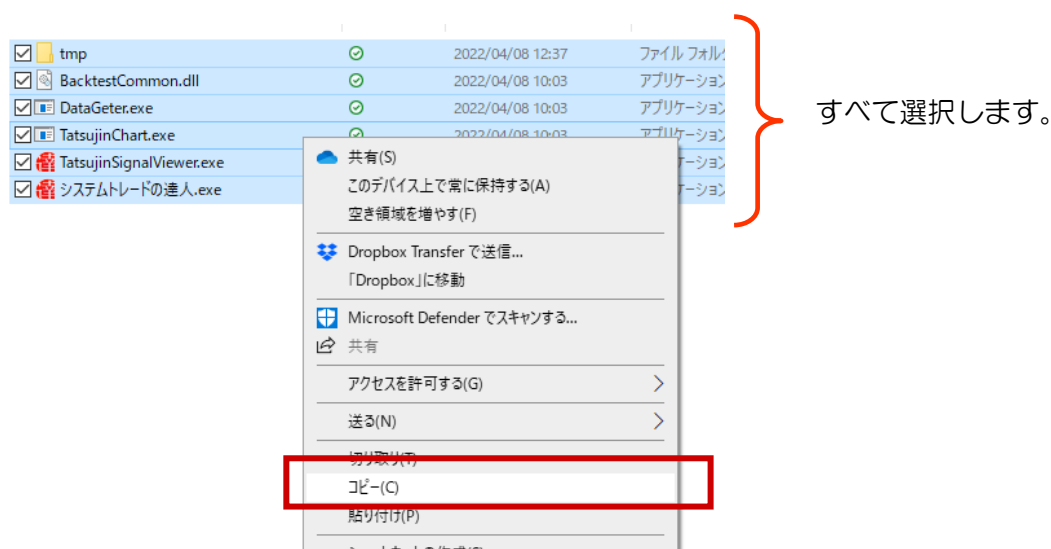 tmp 2022/04/08 12:37 ファイル フォル
BacktestCommon.dll 2022/04/08 10:03 アプリケーション
DataGeter.exe 2022/04/08 10:03 アプリケーション
TatsujinChart.exe 2022/04/08 10:03 アプリケーション
TatsujinSignalViewer.exe ケーション
システムトレードの達人.exe ケーション
すべて選択します。
共有(S)
このデバイス上で常に保持する(A)
空き領域を増やす(F)
Dropbox Transfer で送信...
「Dropbox」に移動
Microsoft Defender でスキャンする...
共有
アクセスを許可する(G)
送る(N)
切り取り(T)
コピー(C)
貼り付け(P)